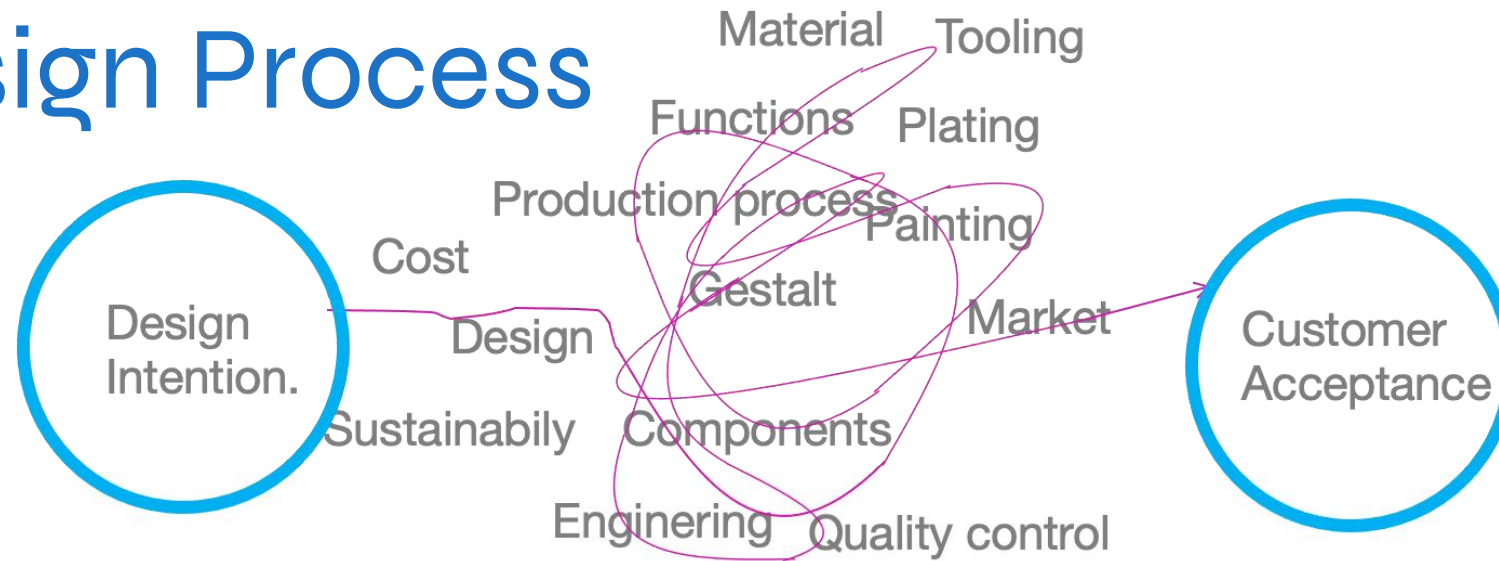 sign Process
Material
Tooling
Functions
Plating
Production process
Painting
Cost
Gestalt
Design
Intention.
Design
Market
Customer
Acceptance
Sustainabily
Components
Enginering
Quality control